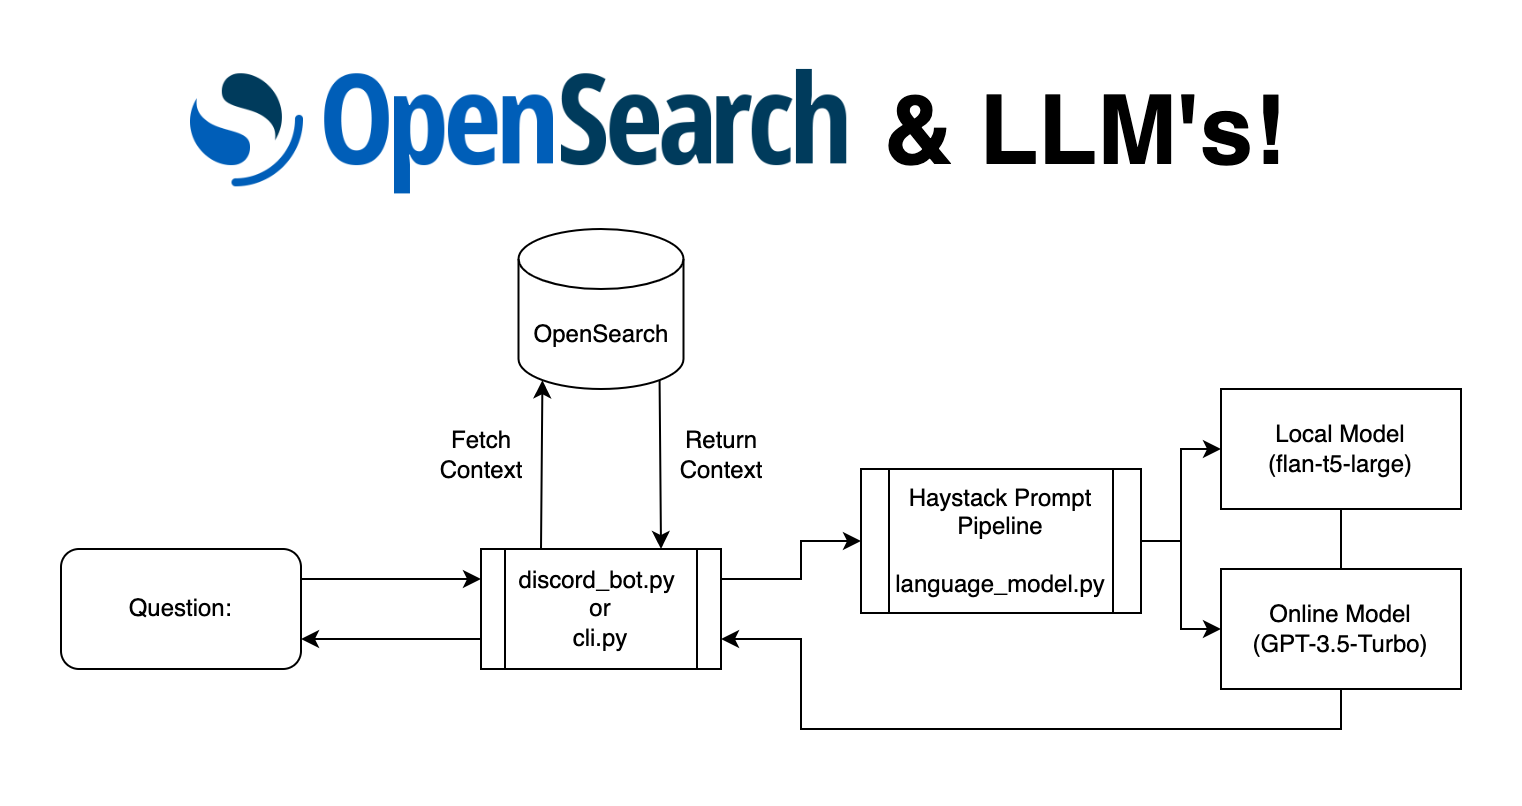 OpenSearch & LLM's!
OpenSearch
Fetch
Context
Return
Context
Question:
discord_bot.py
or
cli.py
Haystack Prompt
Pipeline
language_model.py
Local Model
(flan-t5-large)
Online Model
(GPT-3.5-Turbo)